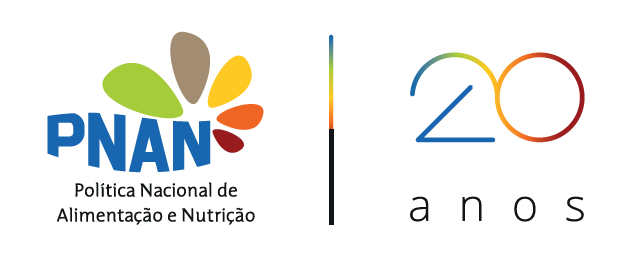 PNAN
Política Nacional de
Alimentação e Nutrição
20
anos